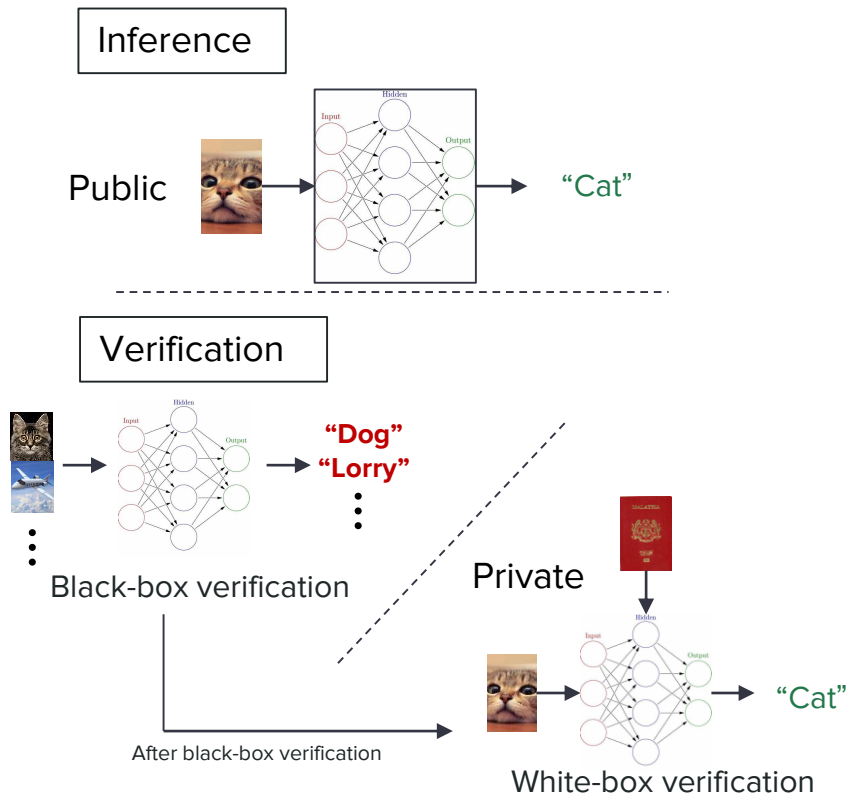 Inference
Hidden
Input
Output
Public
“Cat”
Verification
Hidden
Input
Output
“Dog”
“Lorry”
Black-box verification
MALAYSIA
Private
Hidden
Input
Output
“Cat”
After black-box verification
White-box verification